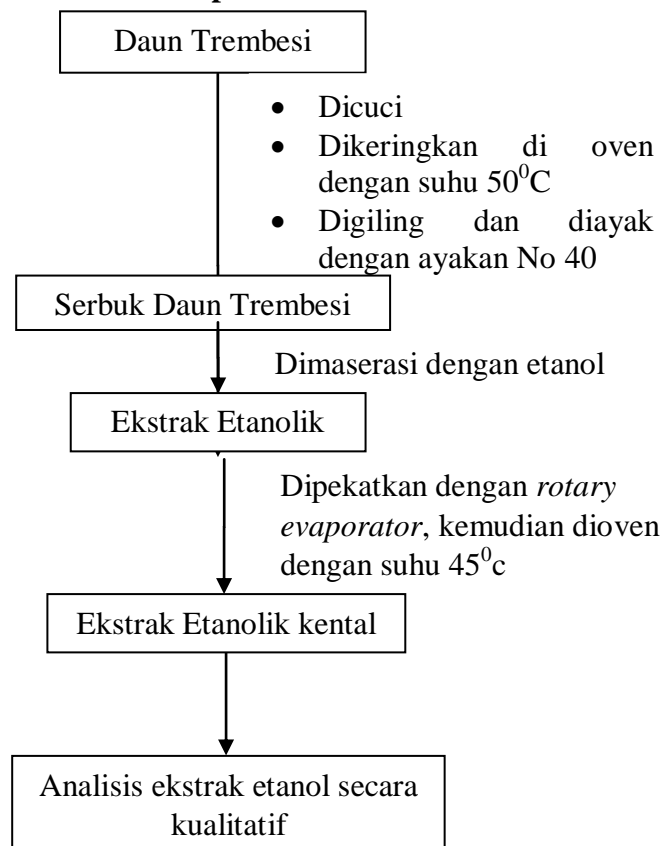 Daun Trembesi
• Dicuci
• Dikeringkan di oven
dengan suhu 50⁰C
• Digiling dan diayak
dengan ayakan No 40
Serbuk Daun Trembesi
Dimaserasi dengan etanol
Ekstrak Etanolik
Dipekatkan dengan rotary
evaporator, kemudian dioven
dengan suhu 45⁰c
Ekstrak Etanolik kental
Analisis ekstrak etanol secara
kualitatif